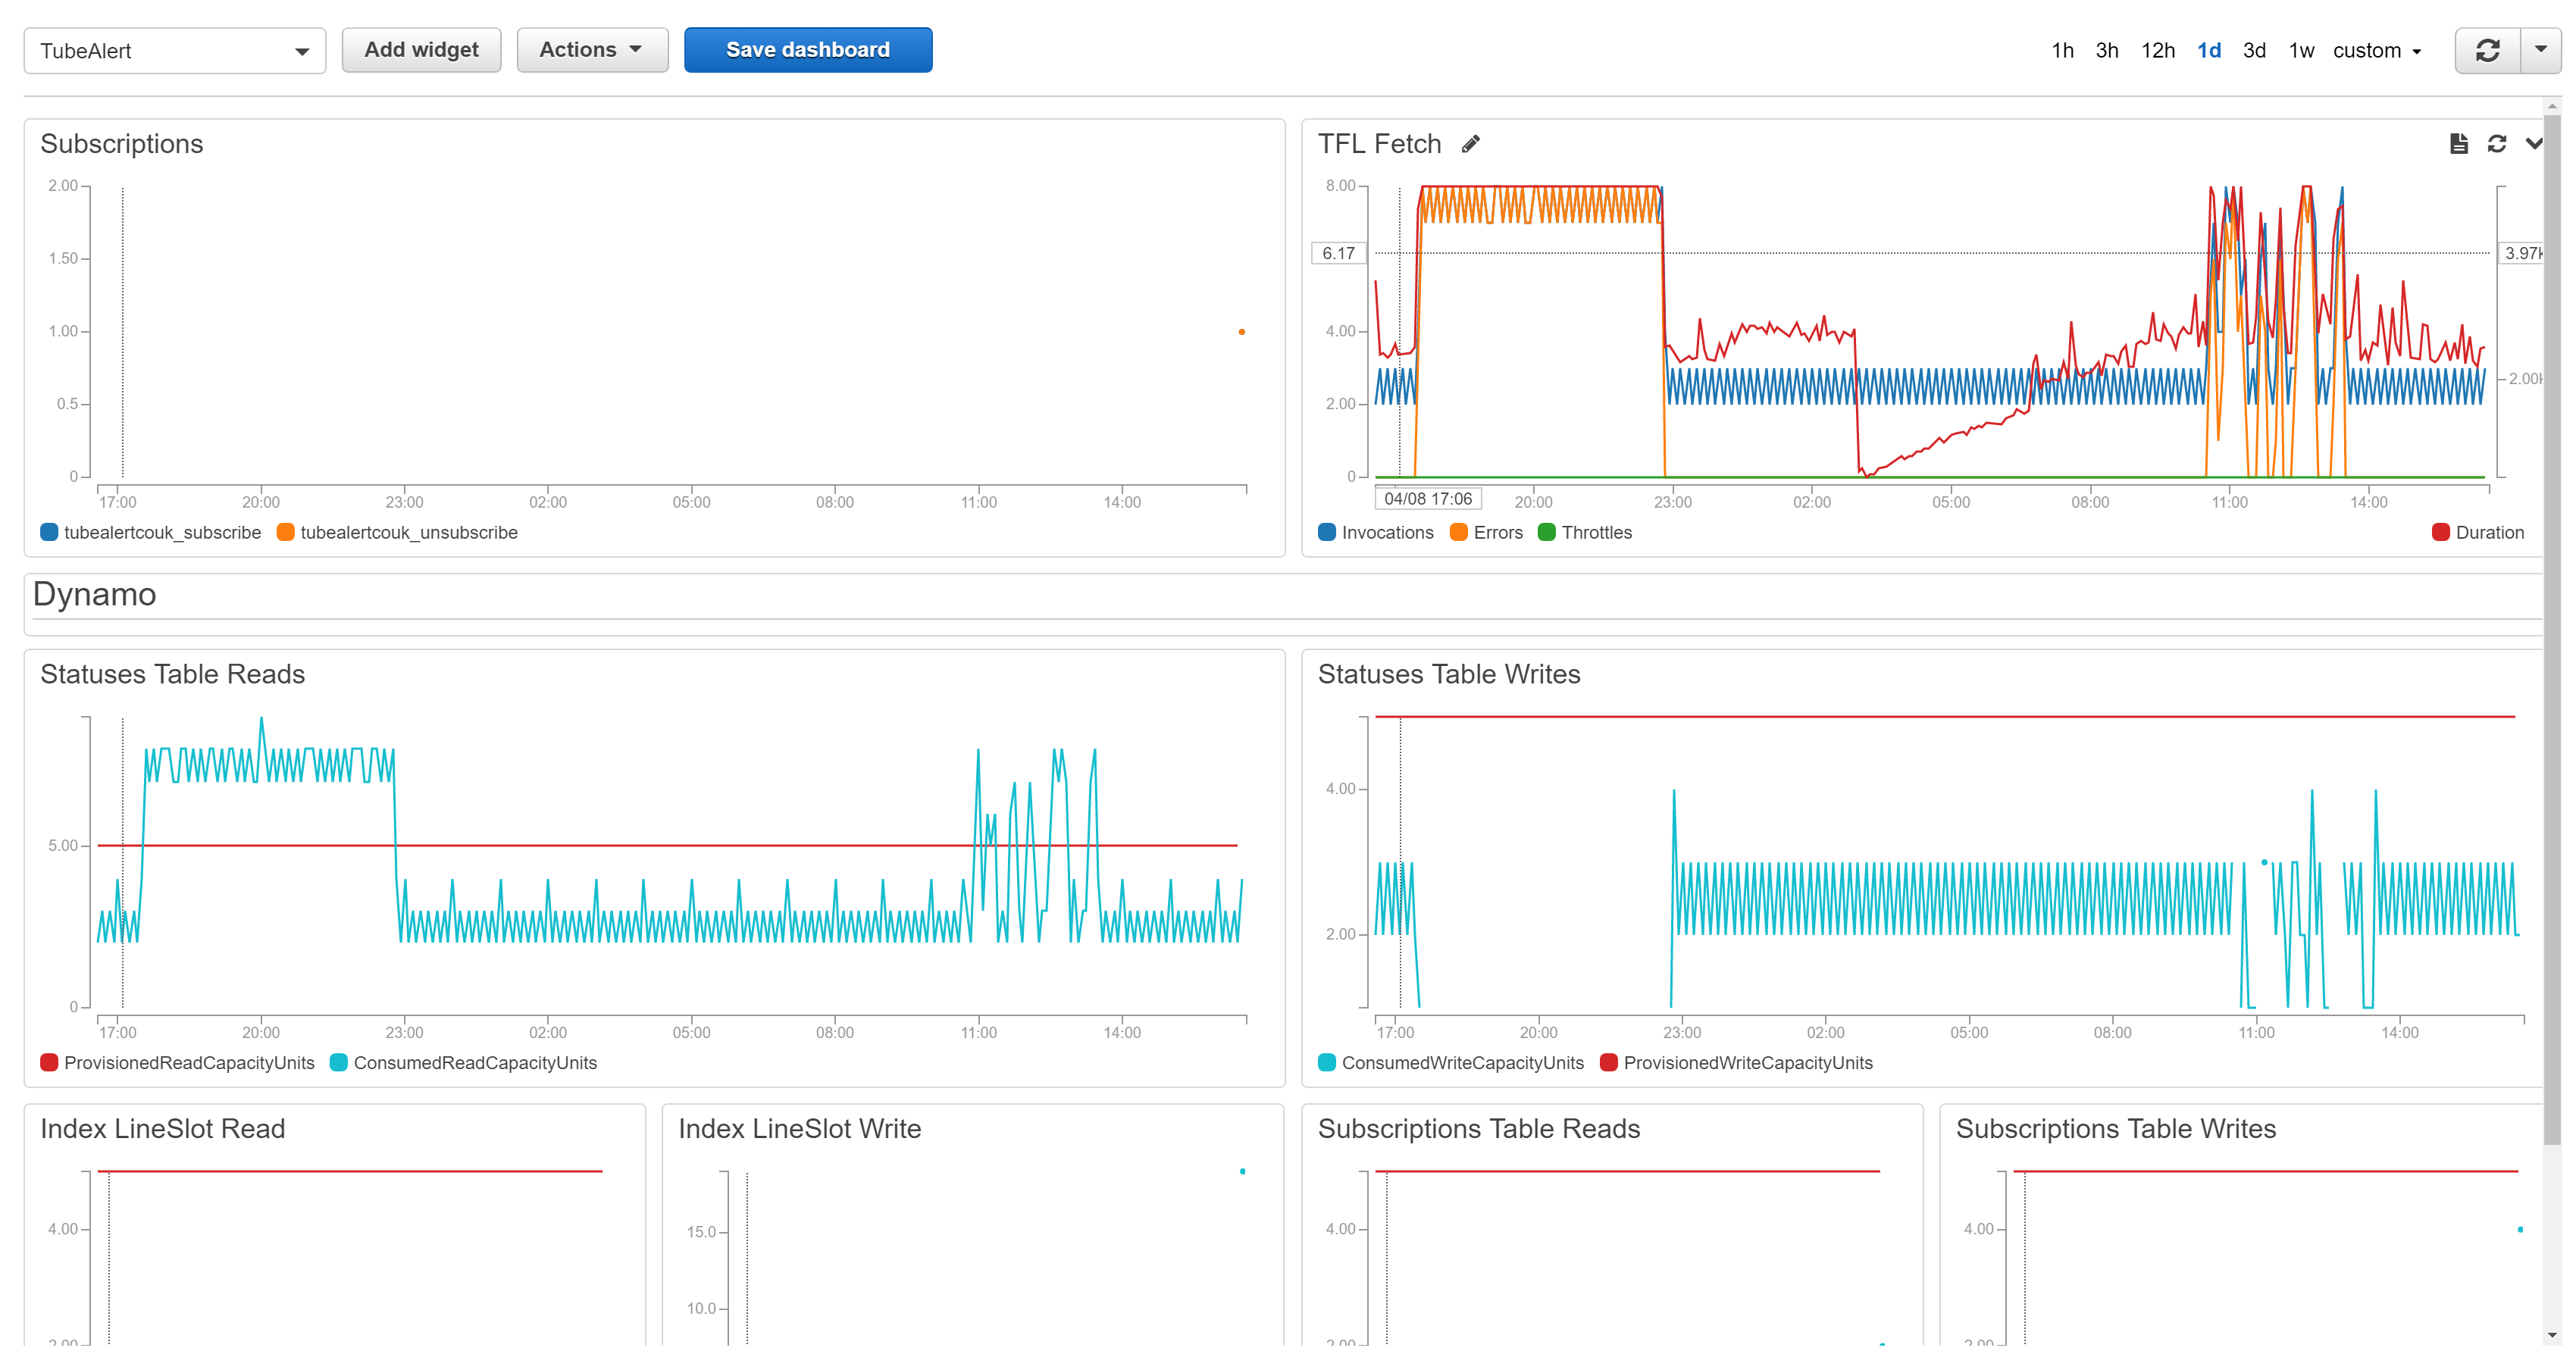 TubeAlert Add widget Actions Save dashboard 1h 3h 12h 1d 3d 1w custom
Subscriptions
2.00
1.50
1.00
0.5
0
17:00 20:00 23:00 02:00 05:00 08:00 11:00 14:00
tubealertcouk_subscribe tubealertcouk_unsubscribe
TFL Fetch
8.00
6.17 3.97k
4.00
2.00k
2.00
0
04/08 17:06 20:00 23:00 02:00 05:00 08:00 11:00 14:00
Invocations Errors Throttles Duration
Dynamo
Statuses Table Reads
5.00
0
17:00 20:00 23:00 02:00 05:00 08:00 11:00 14:00
ProvisionedReadCapacityUnits ConsumedReadCapacityUnits
Statuses Table Writes
4.00
2.00
17:00 20:00 23:00 02:00 05:00 08:00 11:00 14:00
ConsumedWriteCapacityUnits ProvisionedWriteCapacityUnits
Index LineSlot Read
4.00
2.00
Index LineSlot Write
15.0
10.0
Subscriptions Table Reads
4.00
2.00
Subscriptions Table Writes
4.00
2.00